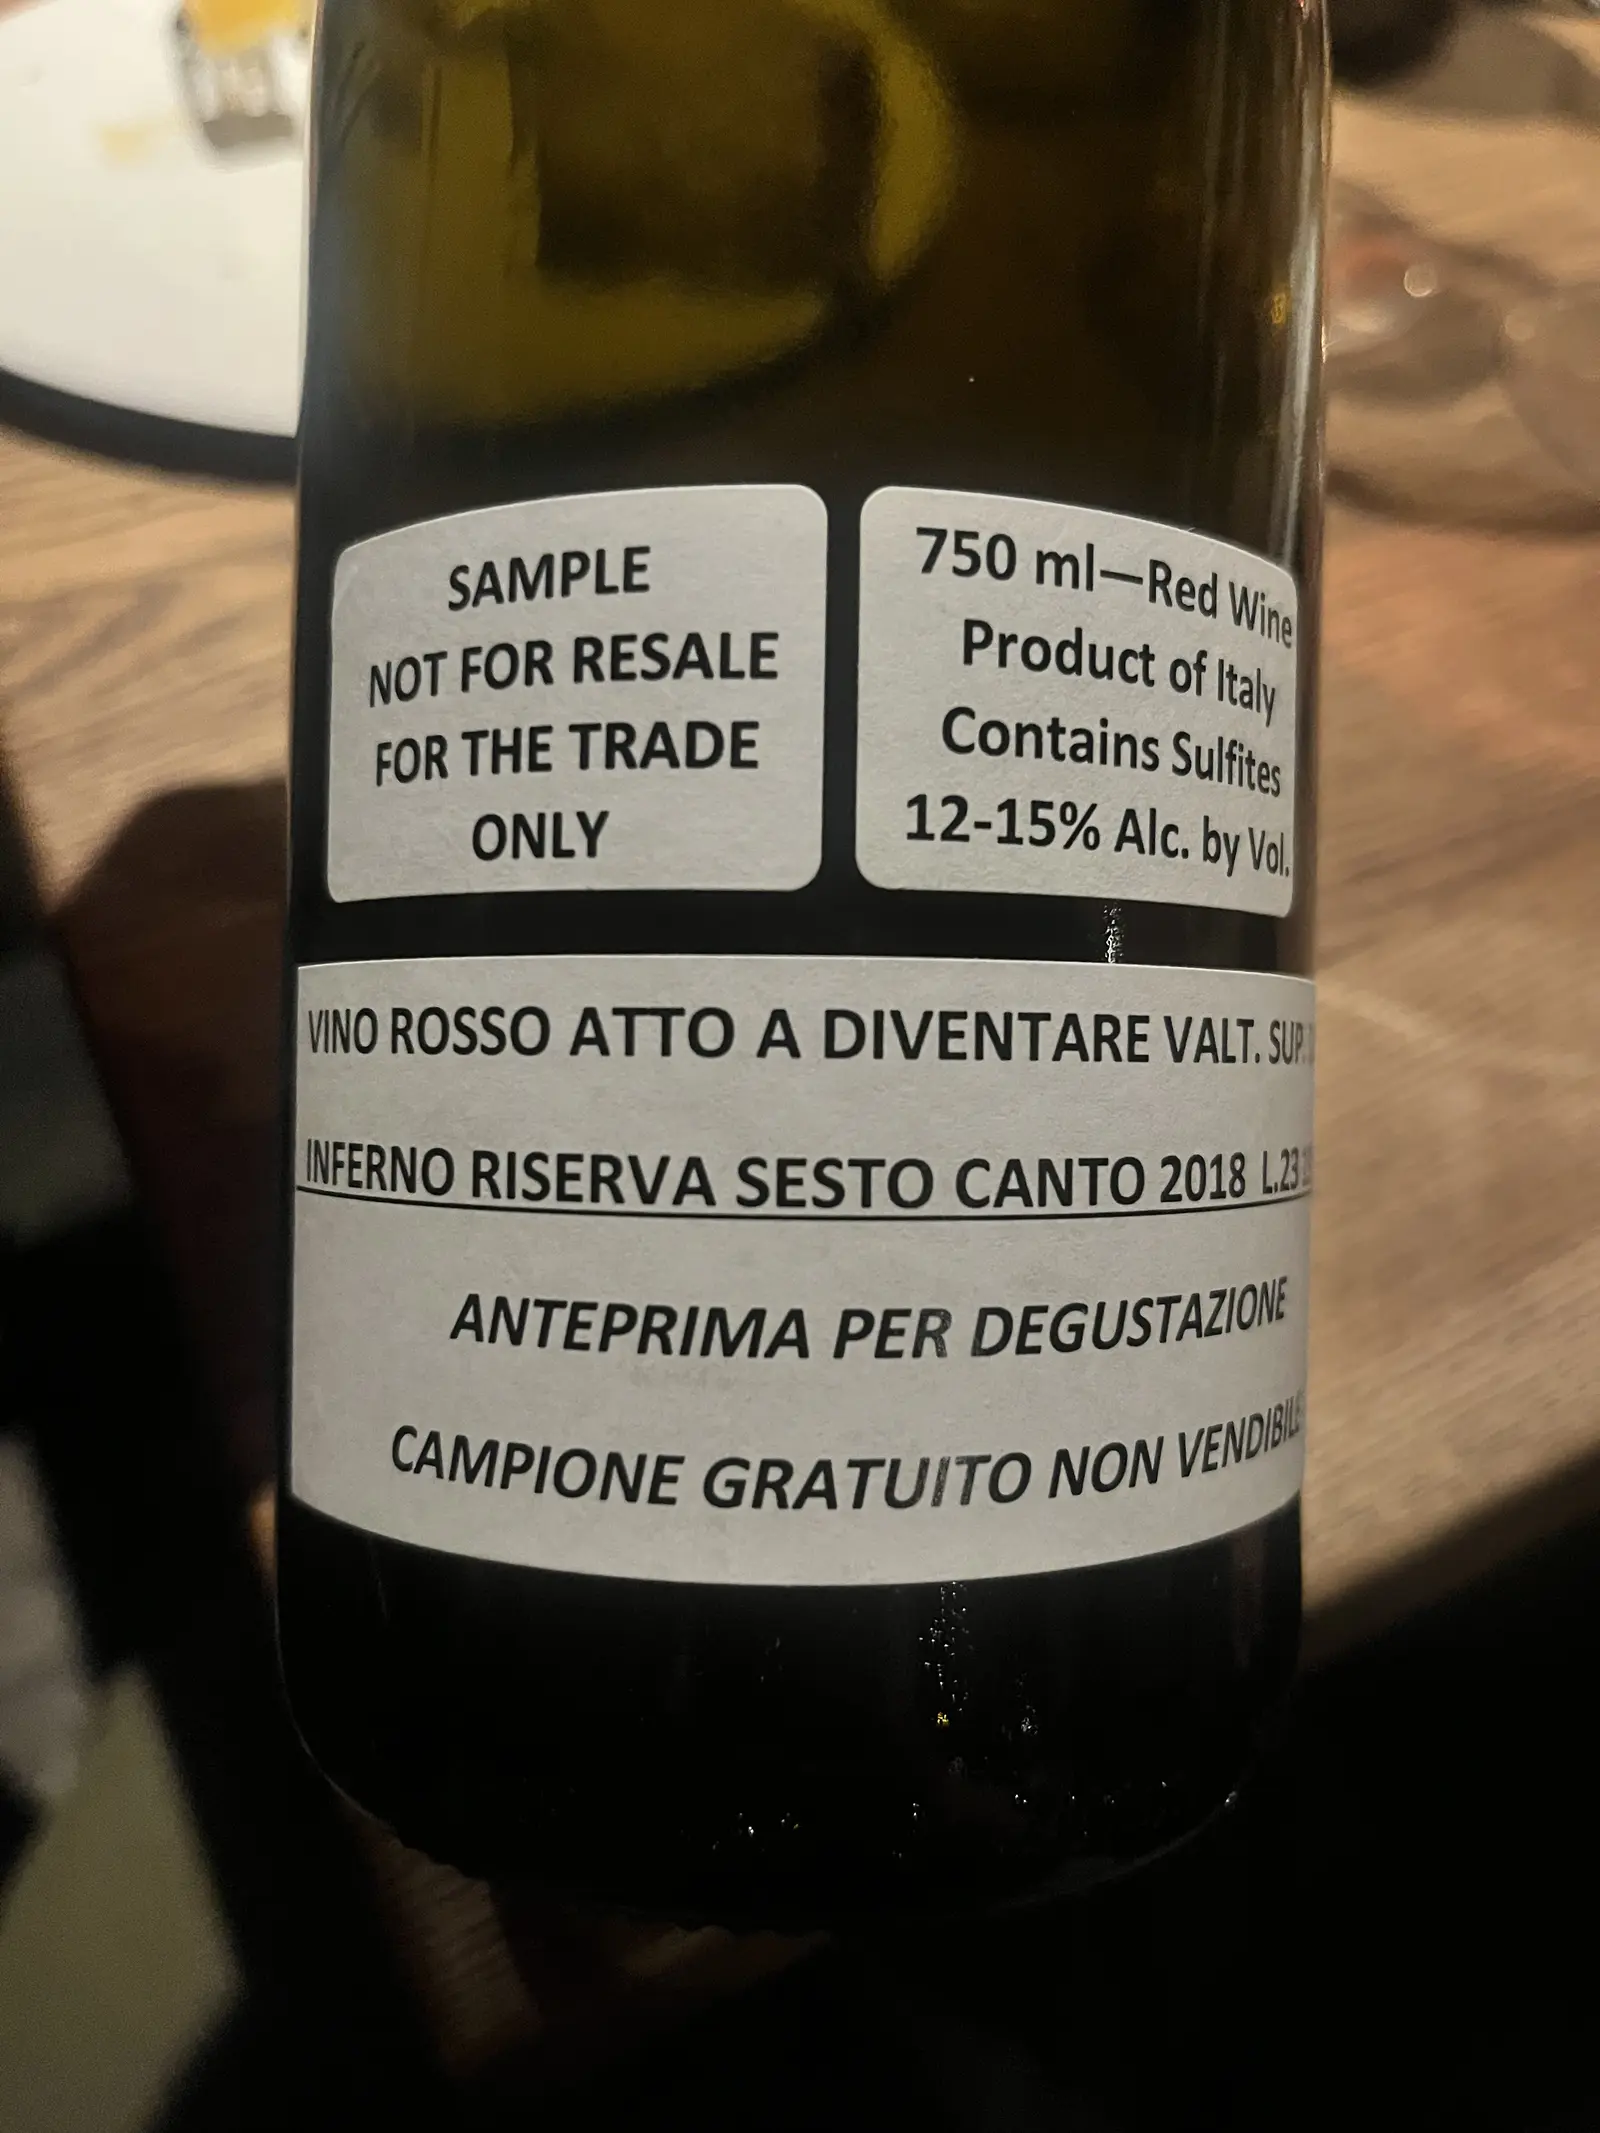 SAMPLE
NOT FOR RESALE
FOR THE TRADE
ONLY
750 ml—Red Wine
Product of Italy
Contains Sulfites
12-15% Alc. by Vol.
VINO ROSSO ATTO A DIVENTARE VALT. SUP.
INFERNO RISERVA SESTO CANTO 2018 L.23
ANTEPRIMA PER DEGUSTAZIONE
CAMPIONE GRATUITO NON VENDIBILE